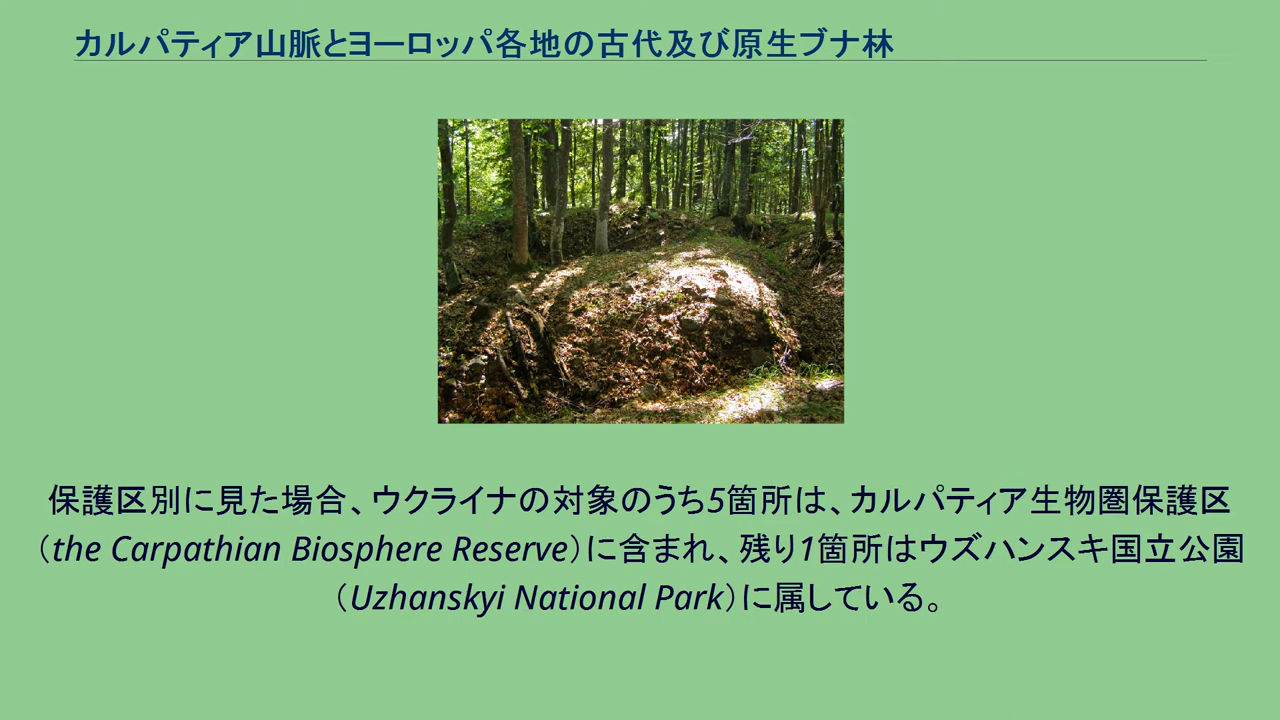 カルパティア山脈とヨーロッパ各地の古代及び原生ブナ林
保護区別に見た場合、ウクライナの対象のうち5箇所は、カルパティア生物圏保護区
（the Carpathian Biosphere Reserve）に含まれ、残り1箇所はウズハンスキ国立公園
（Uzhanskyi National Park）に属している。